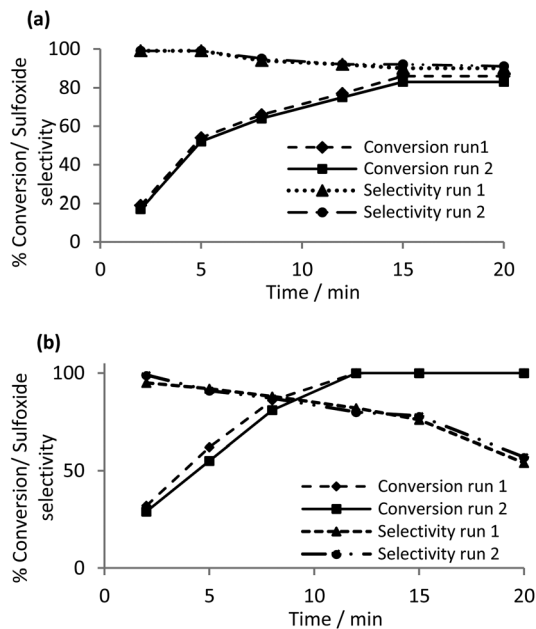 (a)
% Conversion/ Sulfoxide
selectivity
100
80
60
40
20
0
Conversion run1
Conversion run 2
Selectivity run 1
Selectivity run 2
0 5 10 15 20
Time / min
(b)
% Conversion/ Sulfoxide
selectivity
100
50
0
Conversion run 1
Conversion run 2
Selectivity run 1
Selectivity run 2
0 5 10 15 20
Time / min